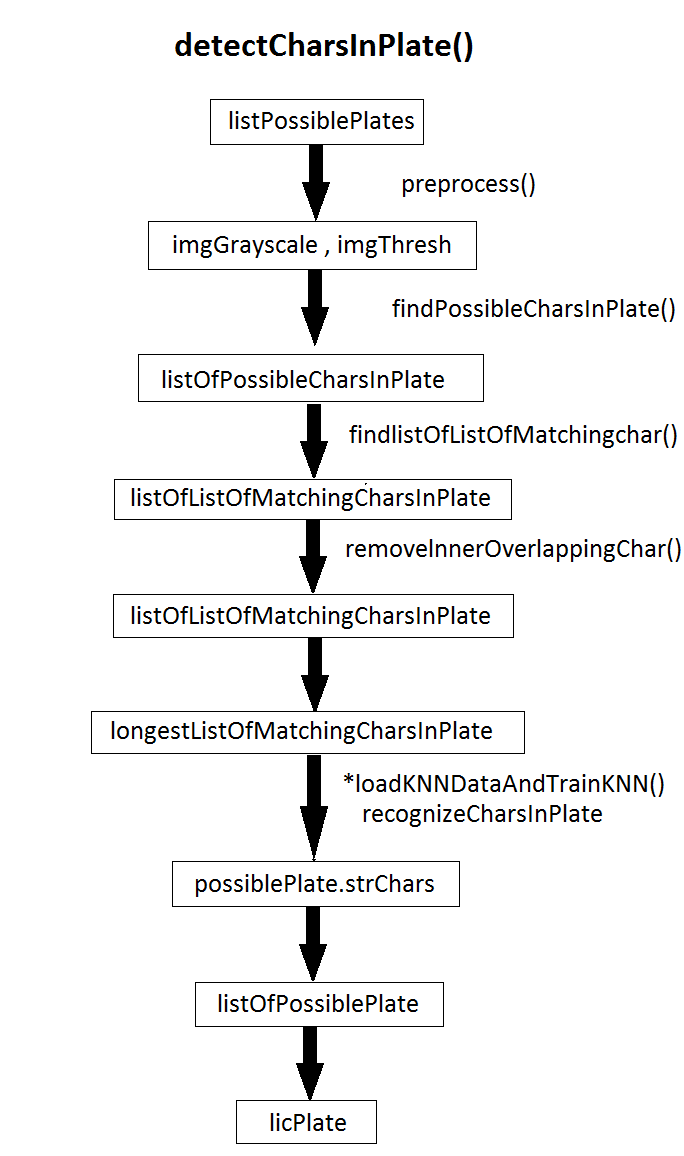 detectCharsInPlate()
listPossiblePlates
preprocess()
imgGrayscale , imgThresh
findPossibleCharsInPlate()
listOfPossibleCharsInPlate
findlistOfListOfMatchingchar()
listOfListOfMatchingCharsInPlate
removeInnerOverlappingChar()
listOfListOfMatchingCharsInPlate
longestListOfMatchingCharsInPlate
*loadKNNDataAndTrainKNN()
recognizeCharsInPlate
possiblePlate.strChars
listOfPossiblePlate
licPlate